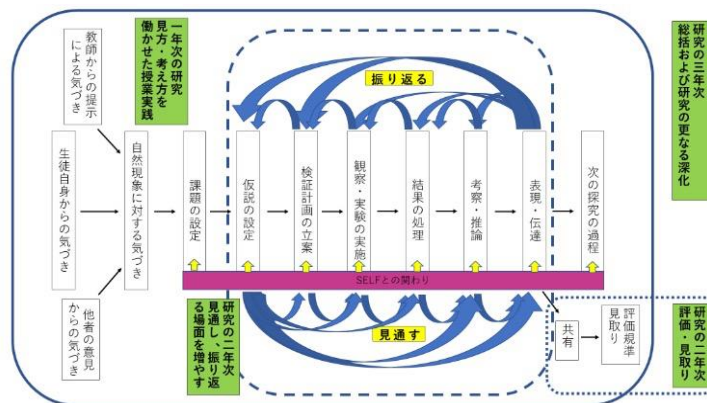 教師からの提示
による気づき
一年次の研究
見方・考え方を
働かせた授業実践
研究の三年次
総括および研究の更なる深化
振り返る
生徒自身からの気づき
自然現象に対する気づき
課題の設定
仮説の設定
検証計画の立案
観察・実験の実施
結果の処理
考察・推論
表現・伝達
次の探究の過程
SELFとの関わり
他者の意見
からの気づき
研究の二年次
見通し、振り返
る場面を増やす
見通す
共有
評価規準
見取り
研究の二年次
評価・見取り